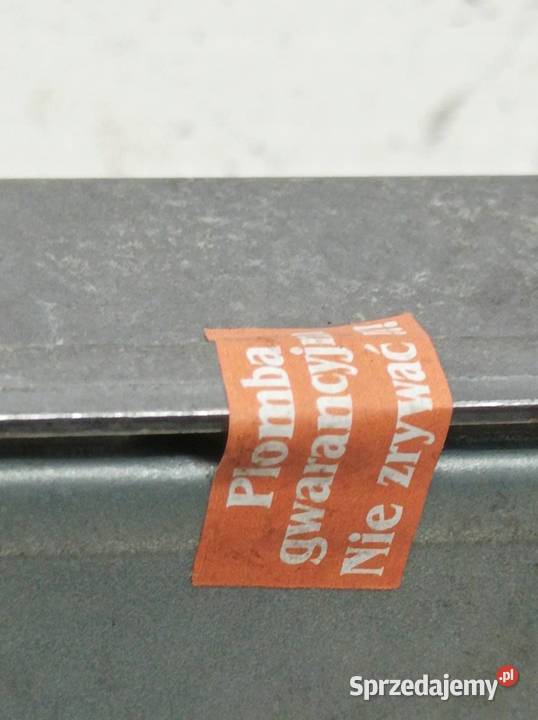 Plomba
gwarancyjna
Nie zrywać !!!
Sprzedajemy.pl